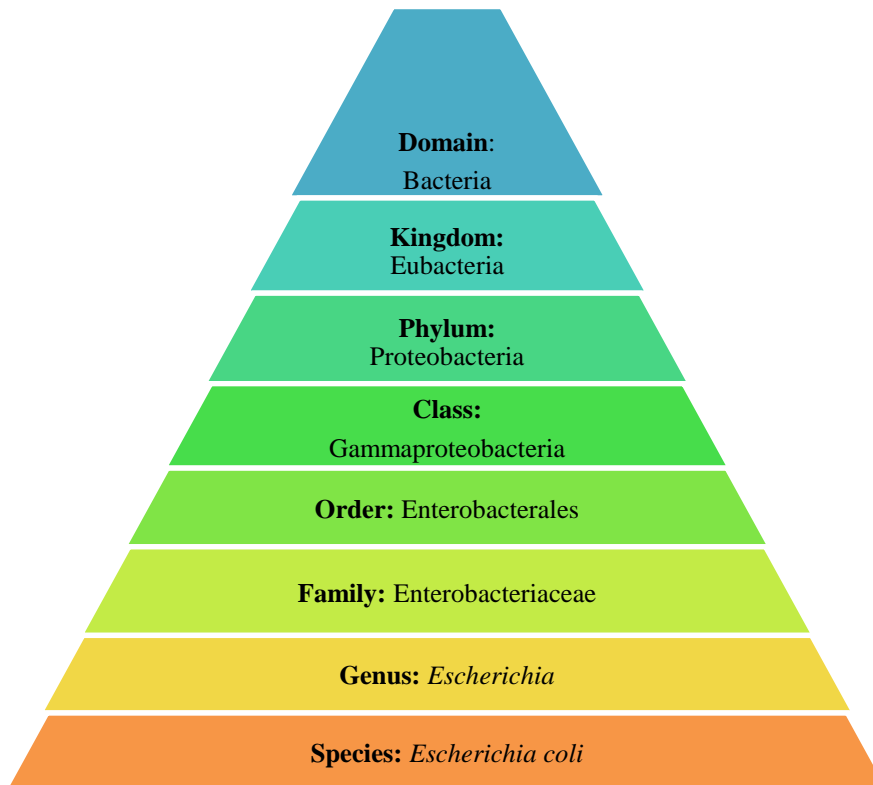 Domain:
Bacteria
Kingdom:
Eubacteria
Phylum:
Proteobacteria
Class:
Gammaproteobacteria
Order: Enterobacterales
Family: Enterobacteriaceae
Genus: Escherichia
Species: Escherichia coli